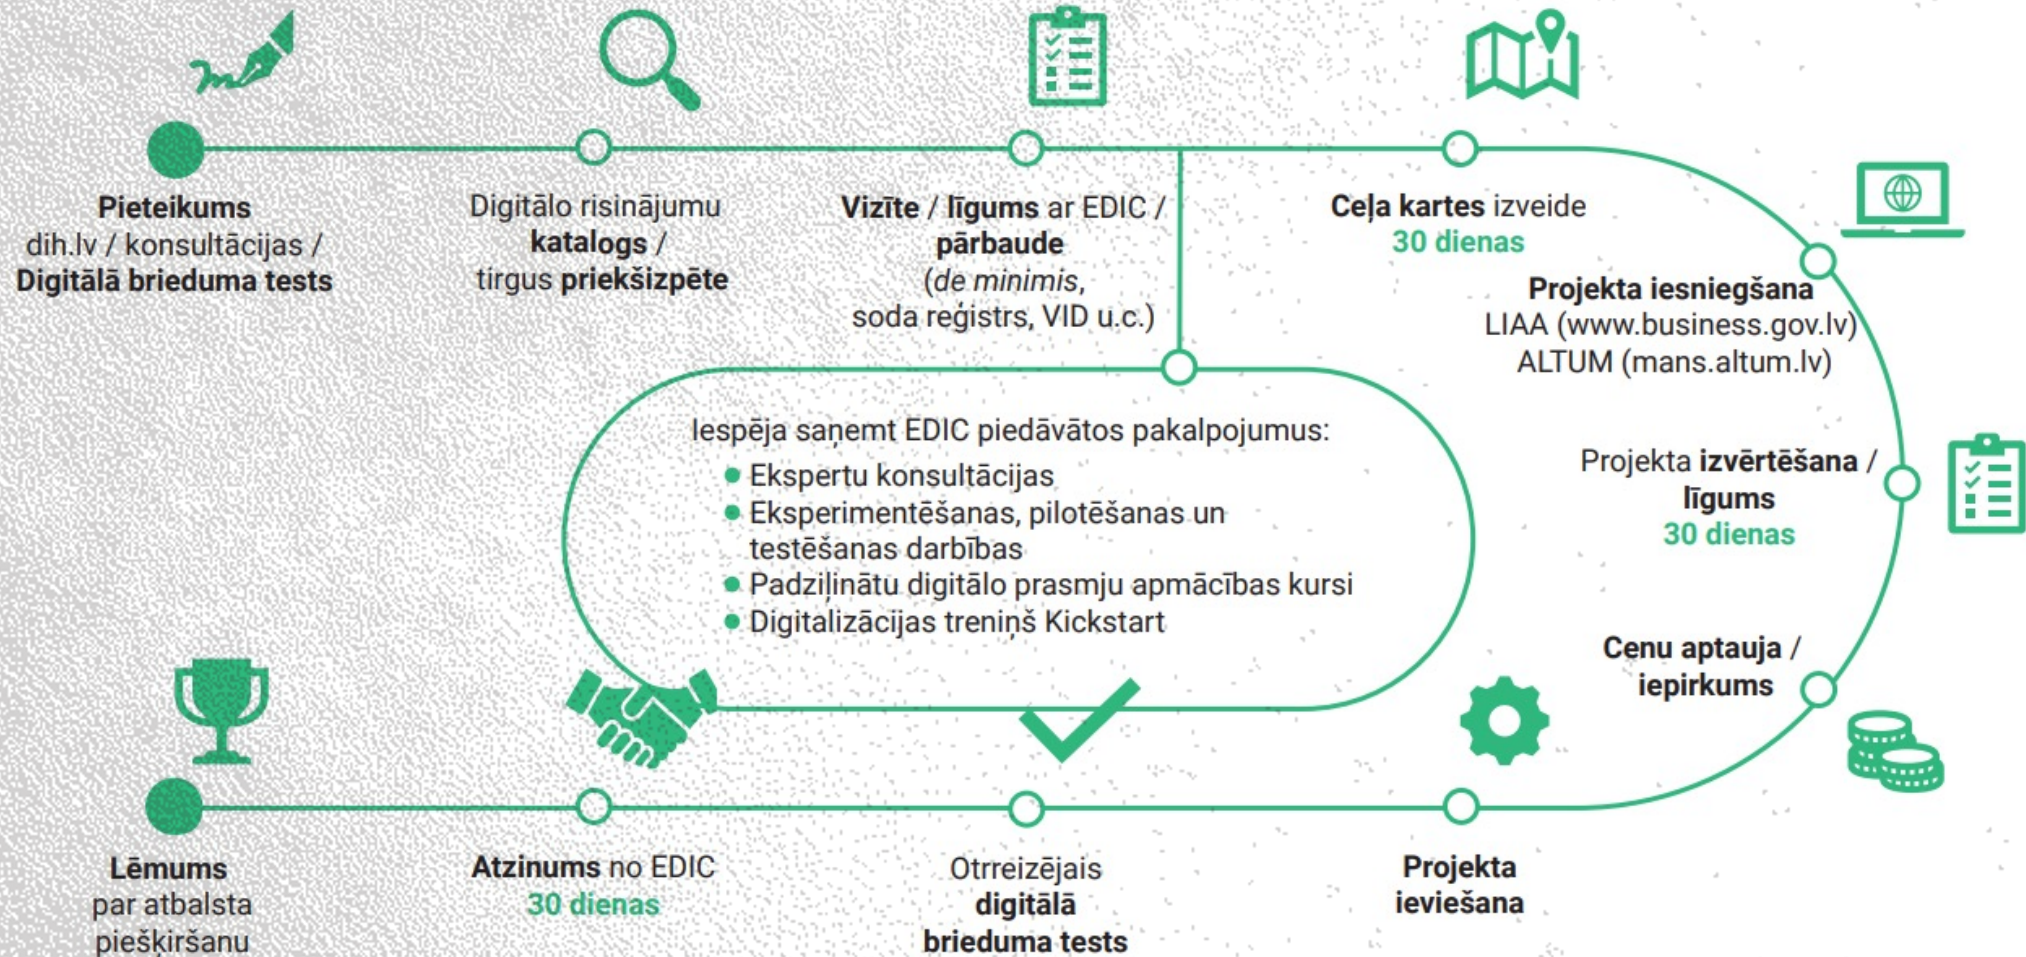 Pieteikums
dih.lv / konsultācijas /
Digitālā brieduma tests
Digitālo risinājumu
katalogs /
tirgus priekšizpēte
Vizīte / līgums ar EDIC /
pārbaude
(de minimis,
soda reģistrs, VID u.c.)
Ceļa kartes izveide
30 dienas
Projekta iesniegšana
LIAA (www.business.gov.lv)
ALTUM (mans.altum.lv)
Iespēja saņemt EDIC piedāvātos pakalpojumus:
Ekspertu konsultācijas
Eksperimentēšanas, pilotēšanas un
testēšanas darbības
Padziļinātu digitālo prasmju apmācības kursi
Digitalizācijas treniņš Kickstart
Projekta izvērtēšana /
līgums
30 dienas
Cenu aptauja /
iepirkums
Projekta
ieviešana
Otrreizējais
digitālā
brieduma tests
Atzinums no EDIC
30 dienas
Lēmums
par atbalsta
piešķiršanu